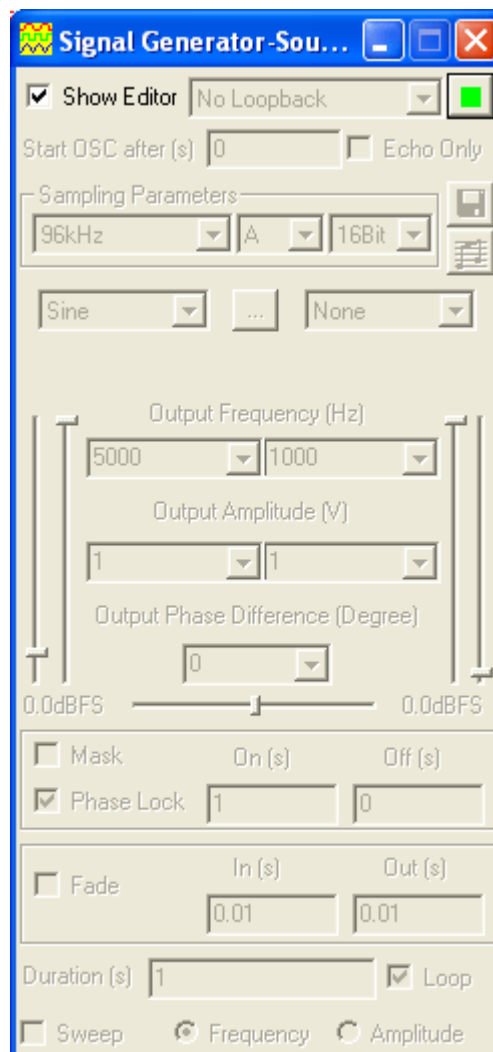 Signal Generator-Sou...
Show Editor No Loopback
Start OSC after (s) 0 Echo Only
Sampling Parameters
96kHz A 16Bit
Sine ... None
Output Frequency (Hz)
5000 1000
Output Amplitude (V)
1 1
Output Phase Difference (Degree)
0
0.0dBFS 0.0dBFS
Mask On (s) Off (s)
Phase Lock 1 0
In (s) Out (s)
Fade
0.01 0.01
Duration (s) 1 Loop
Sweep Frequency Amplitude